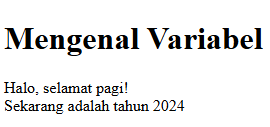 Mengenal Variabel
Halo, selamat pagi!
Sekarang adalah tahun 2024